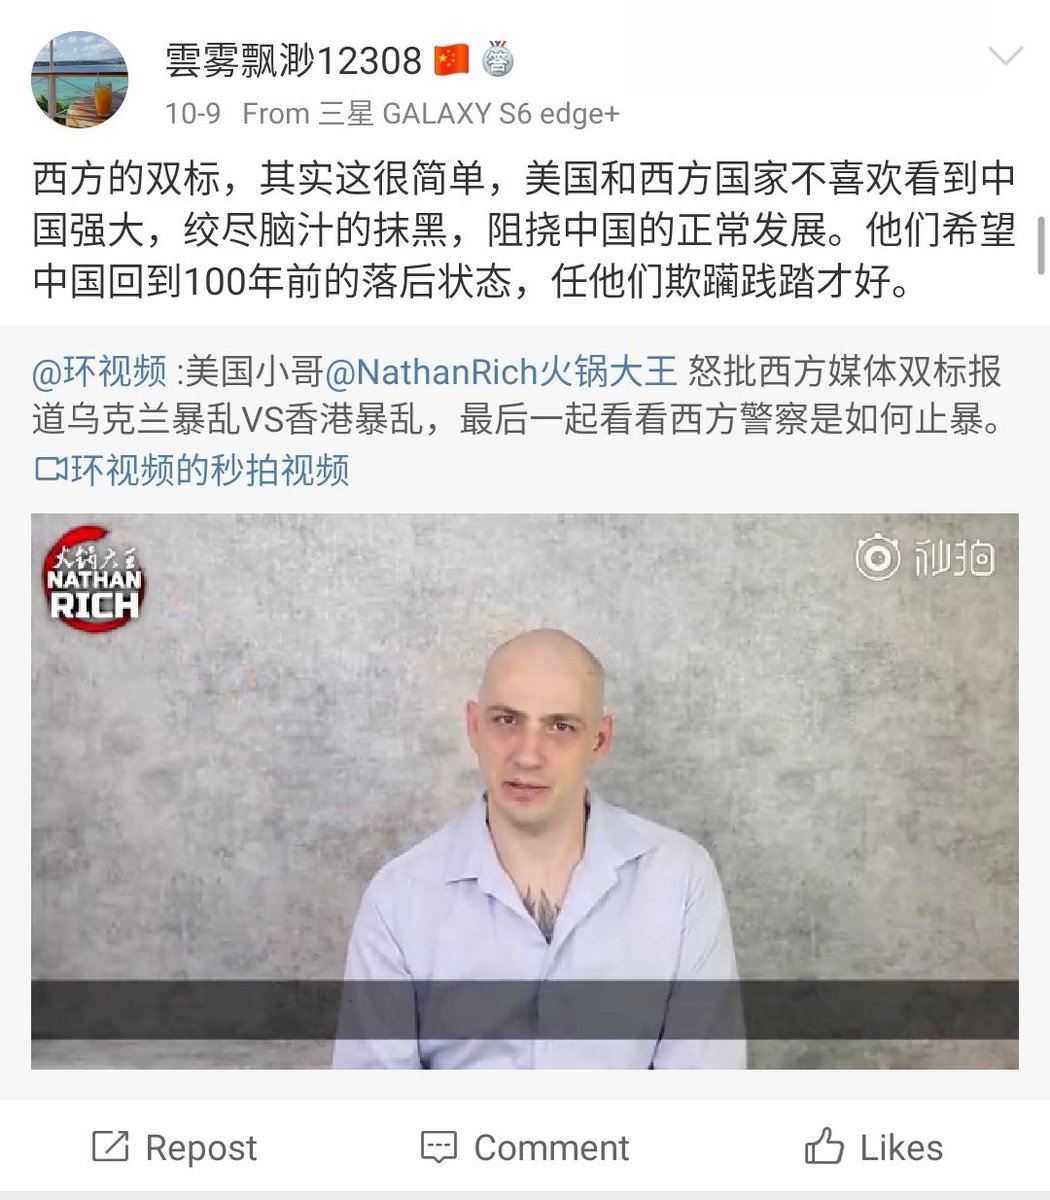 雲雾飘渺12308
答
10-9 From 三星 GALAXY S6 edge+
西方的双标，其实这很简单，美国和西方国家不喜欢看到中
国强大，绞尽脑汁的抹黑，阻挠中国的正常发展。他们希望
中国回到100年前的落后状态，任他们欺躏践踏才好。
@环视频 :美国小哥@NathanRich火锅大王 怒批西方媒体双标报
道乌克兰暴乱VS香港暴乱，最后一起看看西方警察是如何止暴。
环视频的秒拍视频
火锅大王
NATHAN
RICH
秒拍
Repost
Comment
Likes